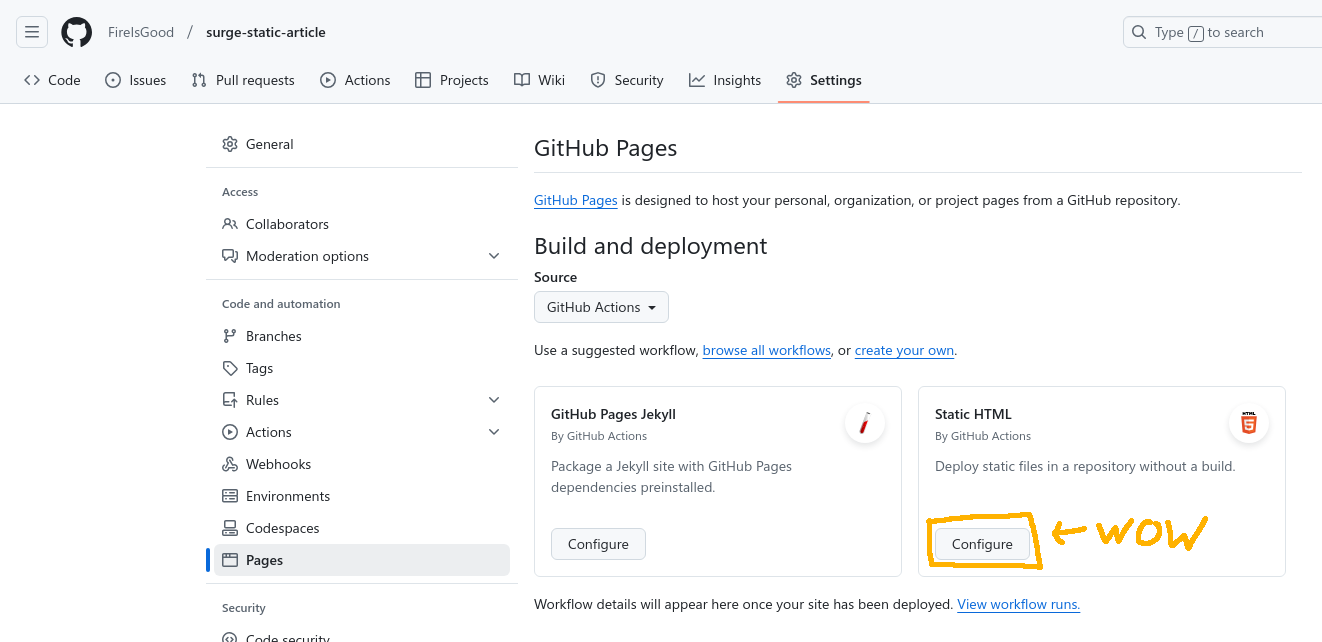 FireIsGood / surge-static-article
Type / to search
Code Issues Pull requests Actions Projects Wiki Security Insights Settings
General
Access
Collaborators
Moderation options
Code and automation
Branches
Tags
Rules
Actions
Webhooks
Environments
Codespaces
Pages
Security
Code security
GitHub Pages
GitHub Pages is designed to host your personal, organization, or project pages from a GitHub repository.
Build and deployment
Source
GitHub Actions
Use a suggested workflow, browse all workflows, or create your own.
GitHub Pages Jekyll
By GitHub Actions
Package a Jekyll site with GitHub Pages
dependencies preinstalled.
Configure
Static HTML
By GitHub Actions
HTML
5
Deploy static files in a repository without a build.
Configure
← wow
Workflow details will appear here once your site has been deployed. View workflow runs.